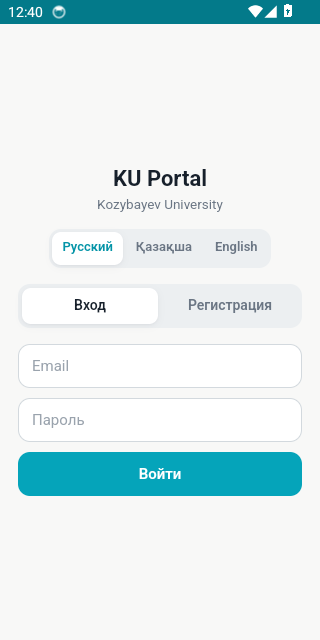 12:40
KU Portal
Kozybayev University
Русский Қазақша English
Вход Регистрация
Email
Пароль
Войти